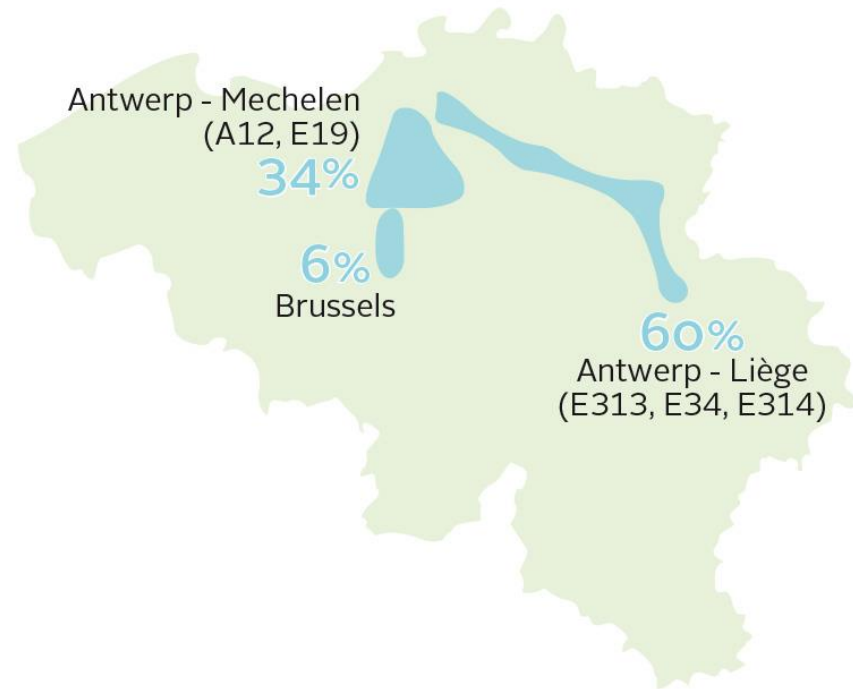 Antwerp - Mechelen
(A12, E19)
34%
6%
Brussels
60%
Antwerp - Liège
(E313, E34, E314)